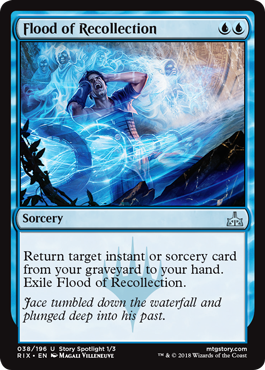 Flood of Recollection
Sorcery
Return target instant or sorcery card
from your graveyard to your hand.
Exile Flood of Recollection.
Jace tumbled down the waterfall and
plunged deep into his past.
038/196 U Story Spotlight 1/3 mtgstory.com
RIX • EN Magali Villeneuve ™ & © 2018 Wizards of the Coast